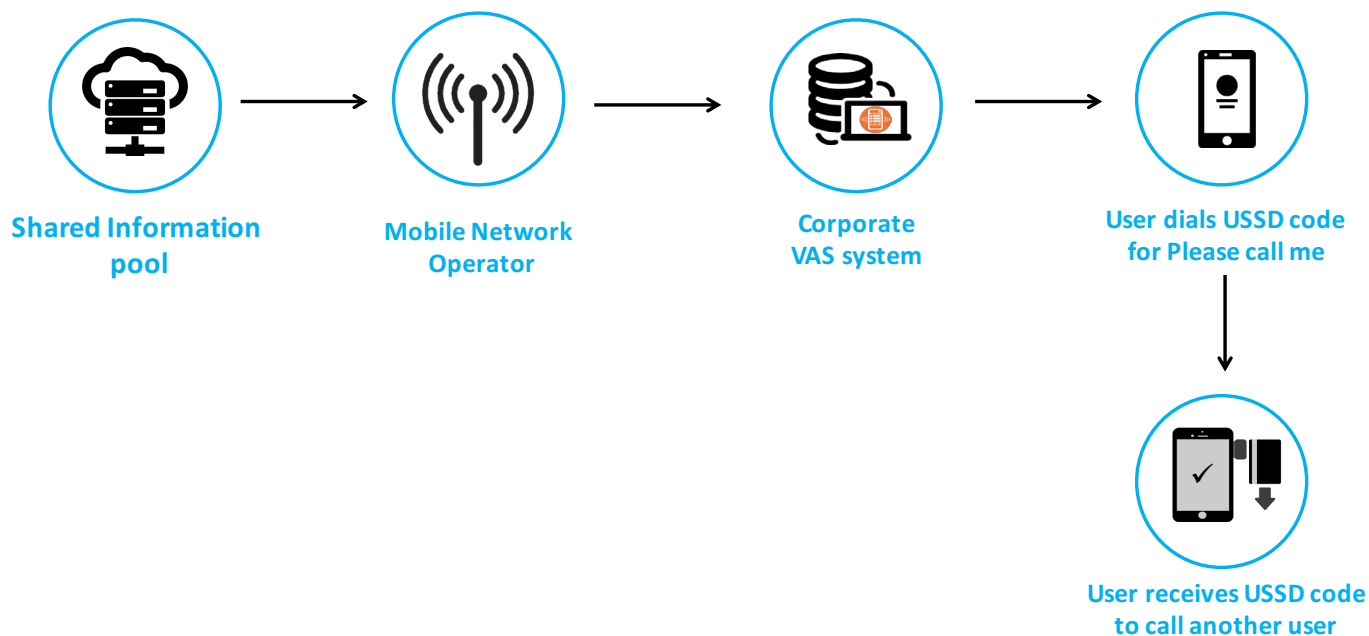 Shared Information
pool
Mobile Network
Operator
Corporate
VAS system
User dials USSD code
for Please call me
User receives USSD code
to call another user